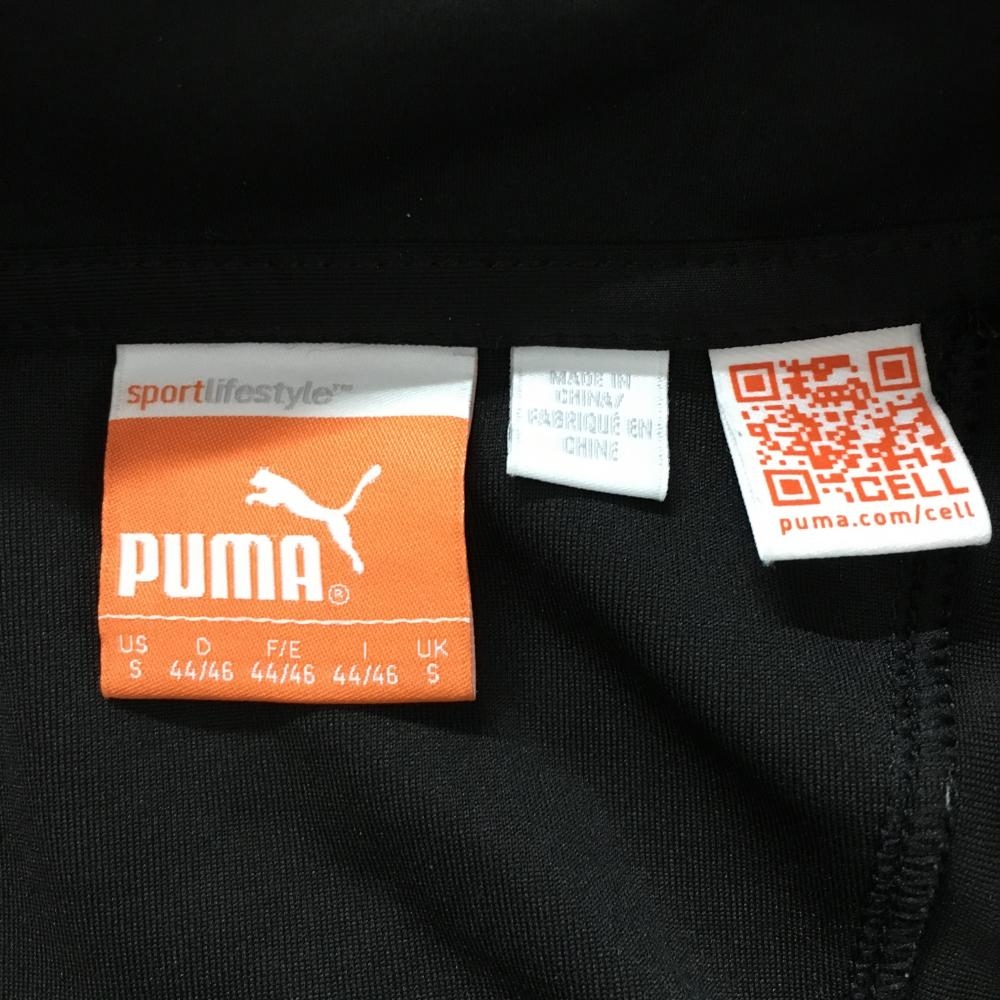 sportlifestyle™
PUMA®
US D F/E I UK
S 44/46 44/46 44/46 S
MADE IN
CHINA/
FABRIQUÉ EN
CHINE
CELL
puma.com/cell